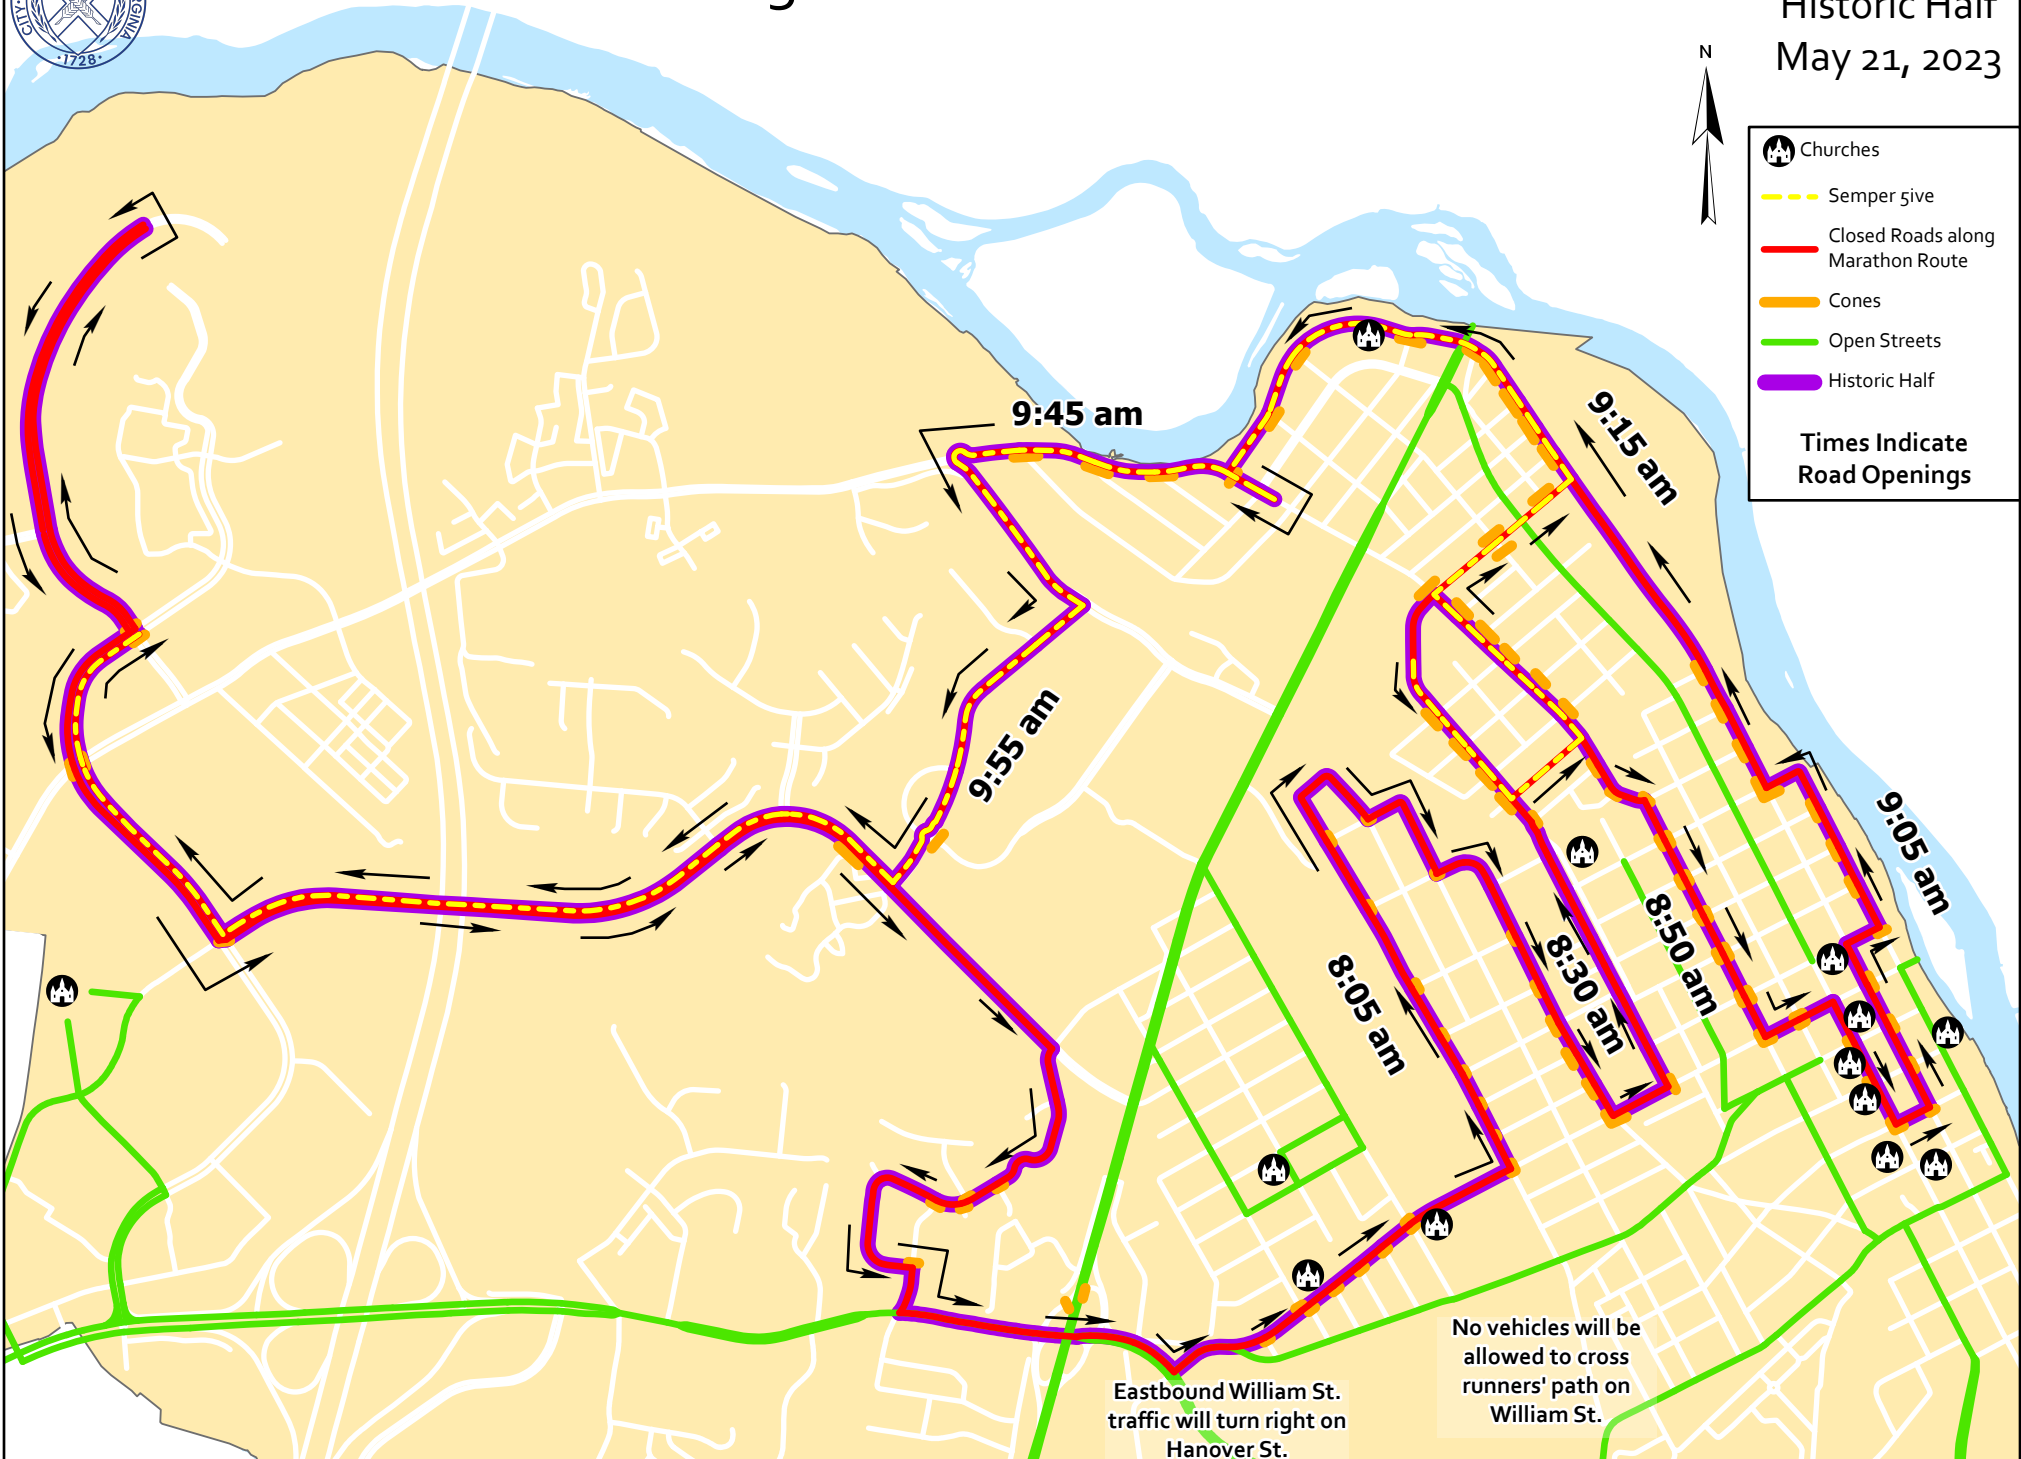 CITY
RGINIA
·1728·
Historic Half
May 21, 2023
N
Churches
Semper 5ive
Closed Roads along
Marathon Route
Cones
Open Streets
Historic Half
Times Indicate
Road Openings
9:45 am
9:15 am
9:55 am
9:05 am
8:50 am
8:30 am
8:05 am
No vehicles will be
allowed to cross
runners' path on
William St.
Eastbound William St.
traffic will turn right on
Hanover St.